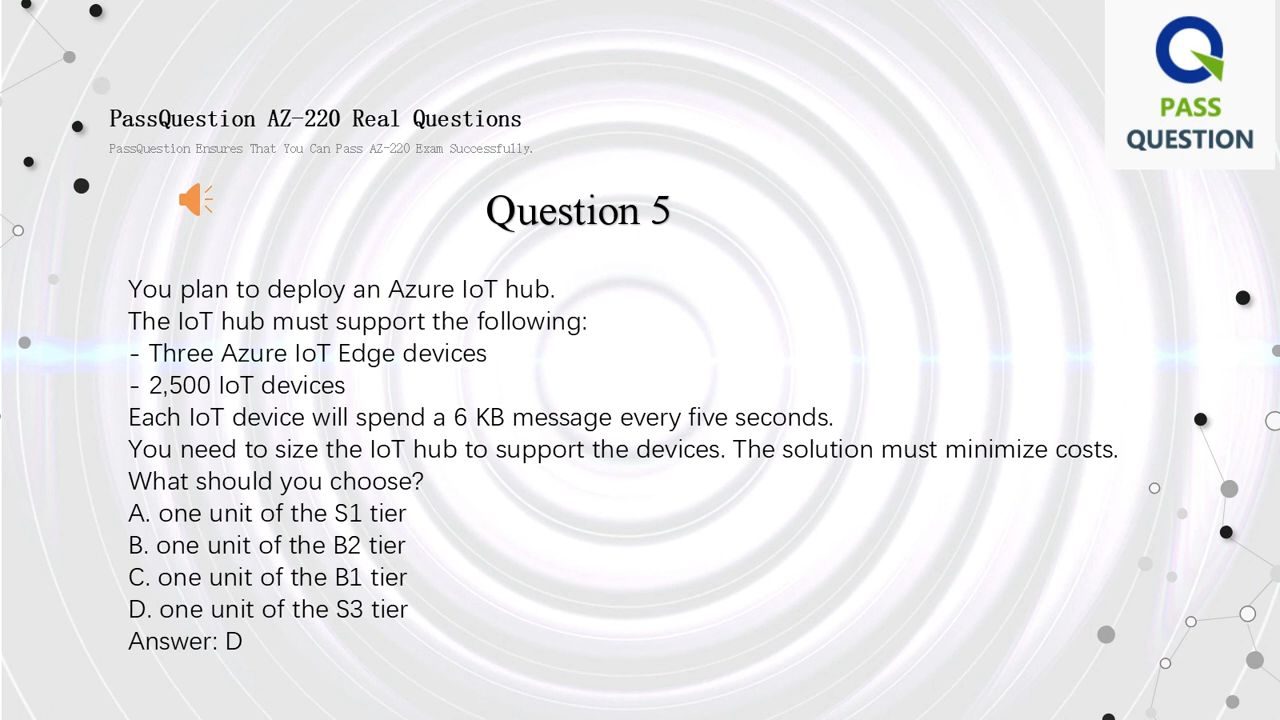 PassQuestion AZ-220 Real Questions
PassQuestion Ensures That You Can Pass AZ-220 Exam Successfully.
PASS
QUESTION
Question 5
You plan to deploy an Azure IoT hub.
The IoT hub must support the following:
- Three Azure IoT Edge devices
- 2,500 IoT devices
Each IoT device will spend a 6 KB message every five seconds.
You need to size the IoT hub to support the devices. The solution must minimize costs.
What should you choose?
A. one unit of the S1 tier
B. one unit of the B2 tier
C. one unit of the B1 tier
D. one unit of the S3 tier
Answer: D